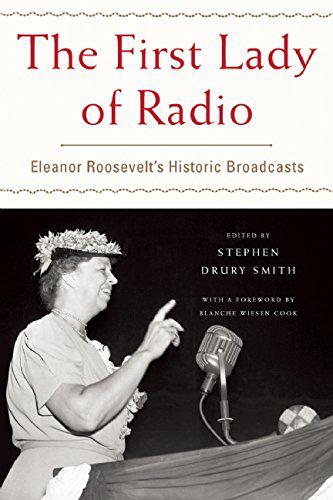 The First Lady
of Radio
Eleanor Roosevelt's Historic Broadcasts
EDITED BY
STEPHEN
DRURY SMITH
WITH A FOREWORD BY
BLANCHE WIESEN COOK